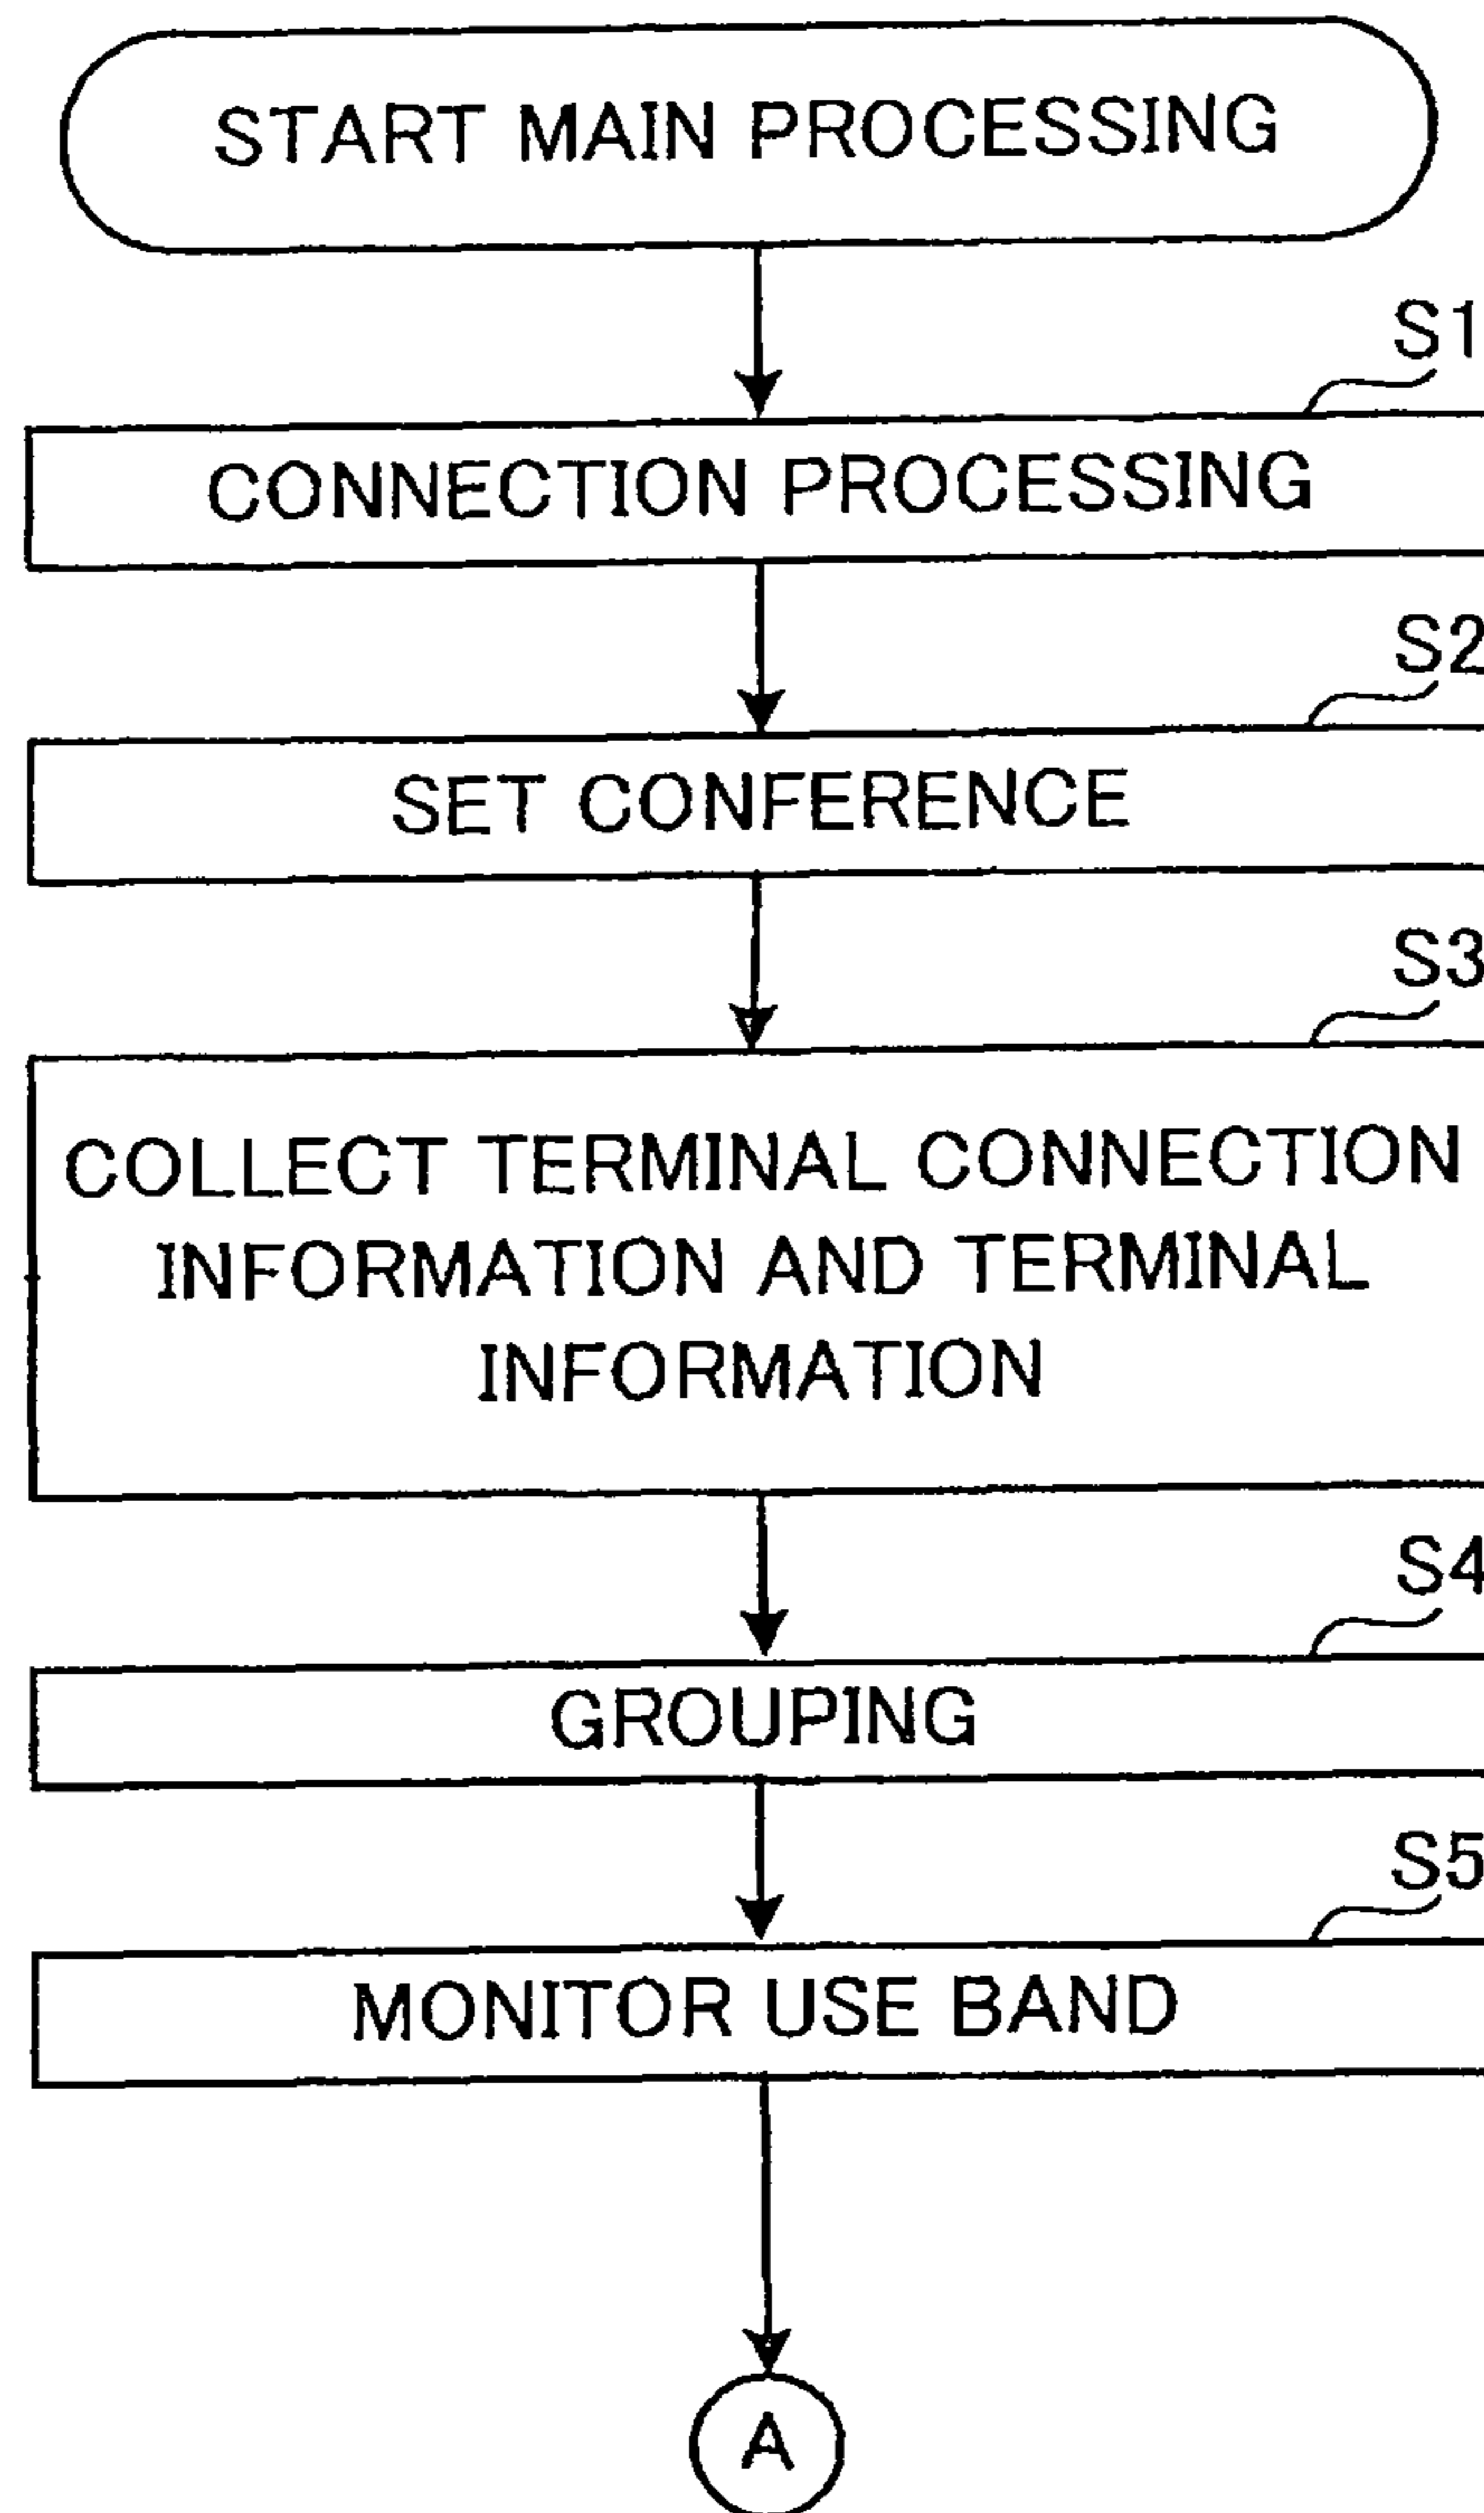 START MAIN PROCESSING
S1
CONNECTION PROCESSING
S2
SET CONFERENCE
S3
COLLECT TERMINAL CONNECTION
INFORMATION AND TERMINAL
INFORMATION
S4
GROUPING
S5
MONITOR USE BAND
A